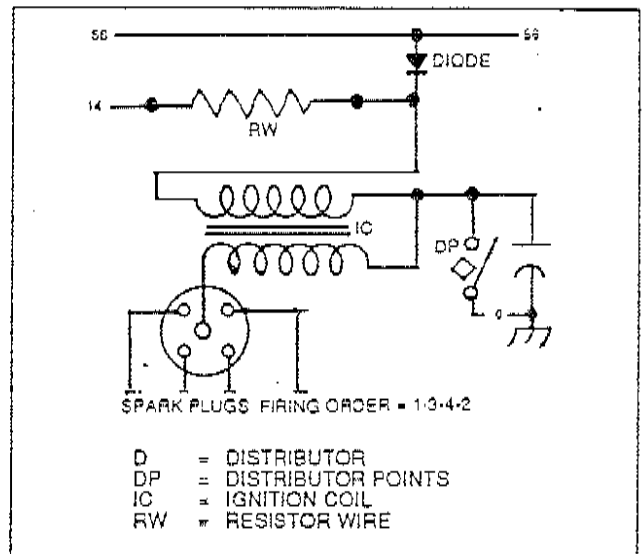 56 56
DIODE
14
RW
IC
DP
0
SPARK PLUGS FIRING ORDER = 1-3-4-2
D = DISTRIBUTOR
DP = DISTRIBUTOR POINTS
IC = IGNITION COIL
RW = RESISTOR WIRE